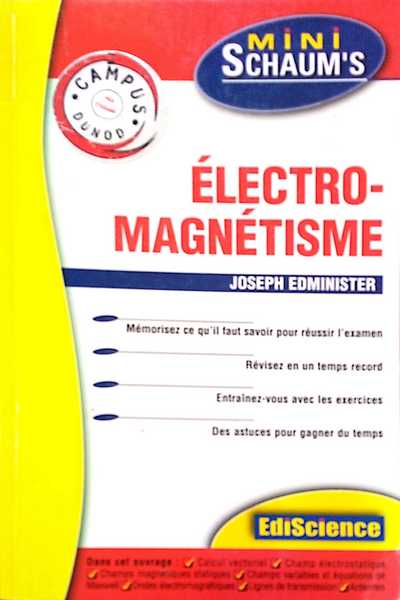 MINI
SCHAUM'S
CAMPUS
DUNOD
ÉLECTRO-
MAGNÉTISME
JOSEPH EDMINISTER
Mémorisez ce qu'il faut savoir pour réussir l'examen
Révisez en un temps record
Entraînez-vous avec les exercices
Des astuces pour gagner du temps
EdiScience
Dans cet ouvrage : ✓ Calcul vectoriel ✓ Champ électrostatique
✓ Champs magnétiques statiques ✓ Champs variables et équations de
Maxwell ✓ Ondes électromagnétiques ✓ Lignes de transmission ✓ Antennes